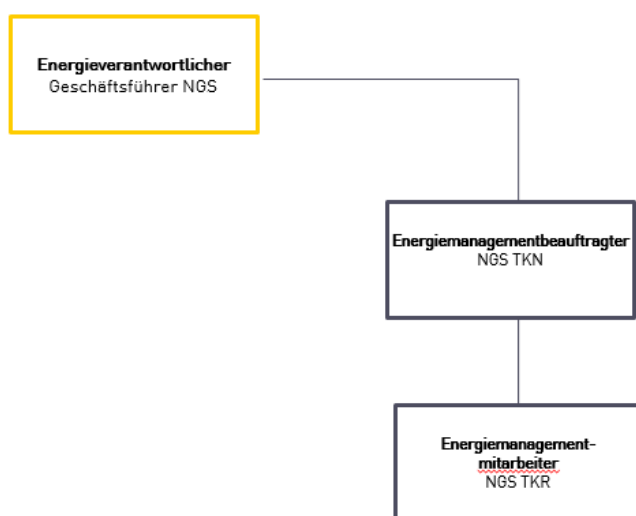 Energieverantwortlicher
Geschäftsführer NGS
Energiemanagementbeauftragter
NGS TKN
Energiemanagement-
mitarbeiter
NGS TKR